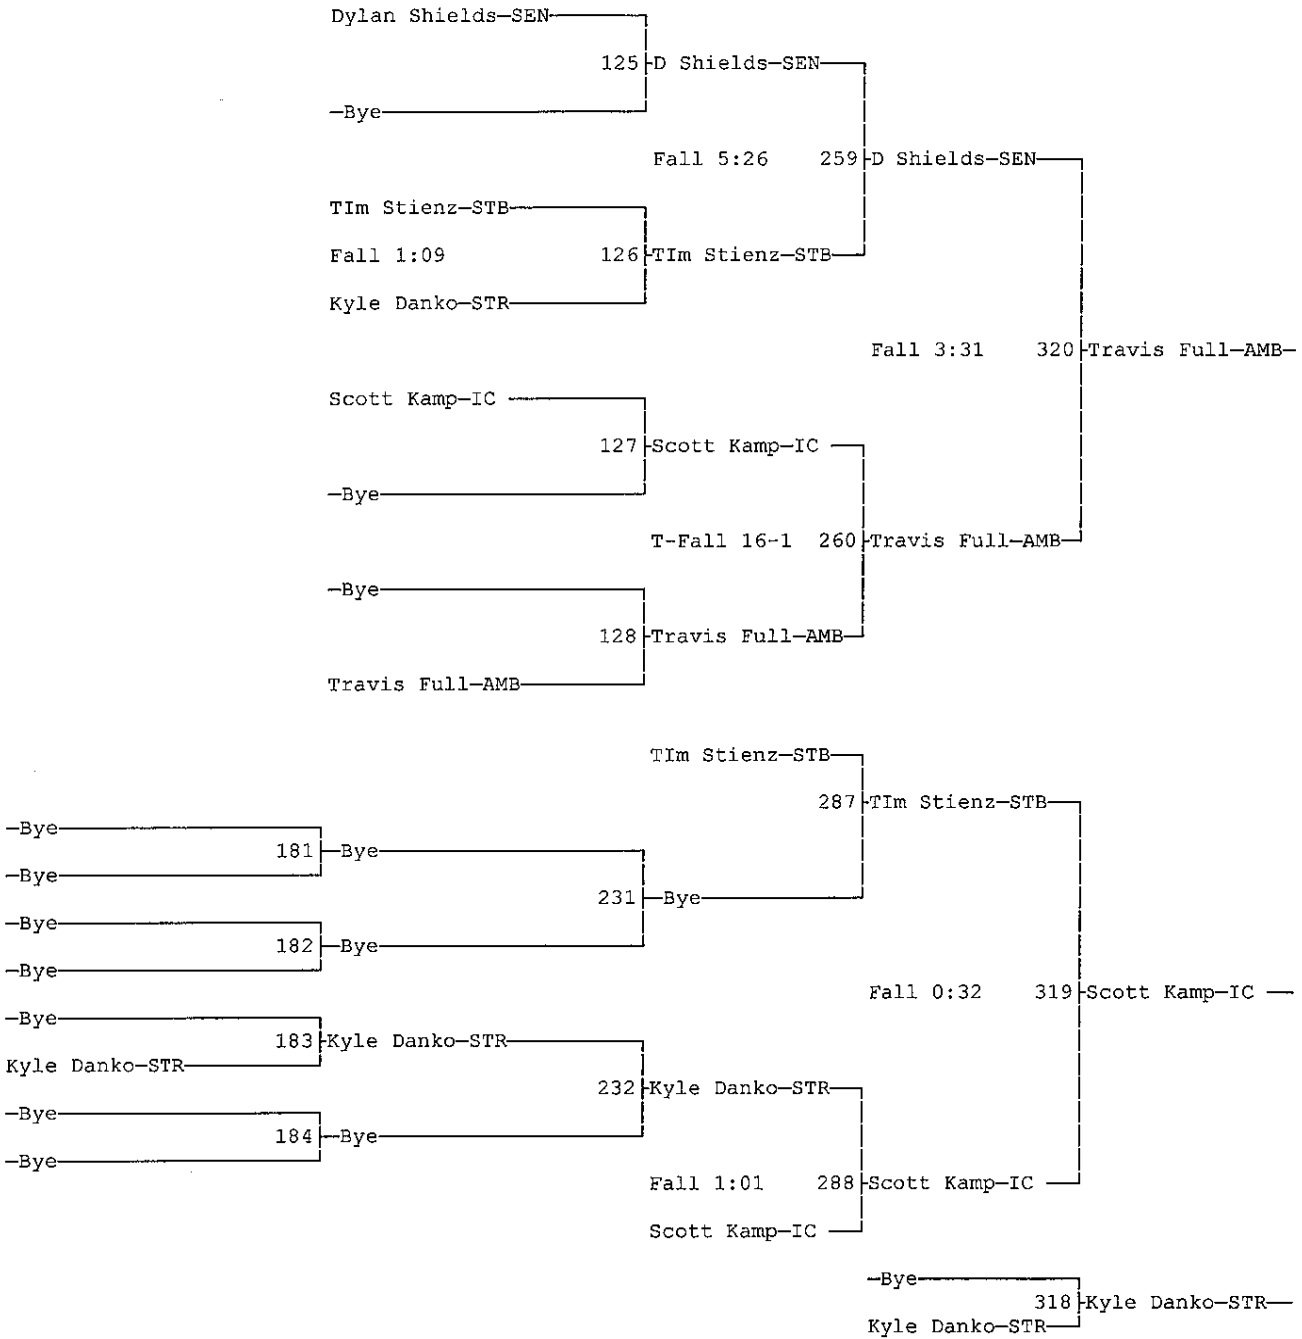 Dylan Shields-SEN
125 D Shields-SEN
-Bye
Fall 5:26 259 D Shields-SEN
TIm Stienz-STB
Fall 1:09 126 TIm Stienz-STB
Kyle Danko-STR
Fall 3:31 320 Travis Full-AMB
Scott Kamp-IC
127 Scott Kamp-IC
-Bye
T-Fall 16-1 260 Travis Full-AMB
-Bye
128 Travis Full-AMB
Travis Full-AMB
TIm Stienz-STB
287 TIm Stienz-STB
-Bye
181 -Bye
-Bye
231 -Bye
-Bye
182 -Bye
-Bye
Fall 0:32 319 Scott Kamp-IC
-Bye
183 Kyle Danko-STR
Kyle Danko-STR
232 Kyle Danko-STR
-Bye
184 -Bye
-Bye
Fall 1:01 288 Scott Kamp-IC
Scott Kamp-IC
-Bye
318 Kyle Danko-STR
Kyle Danko-STR